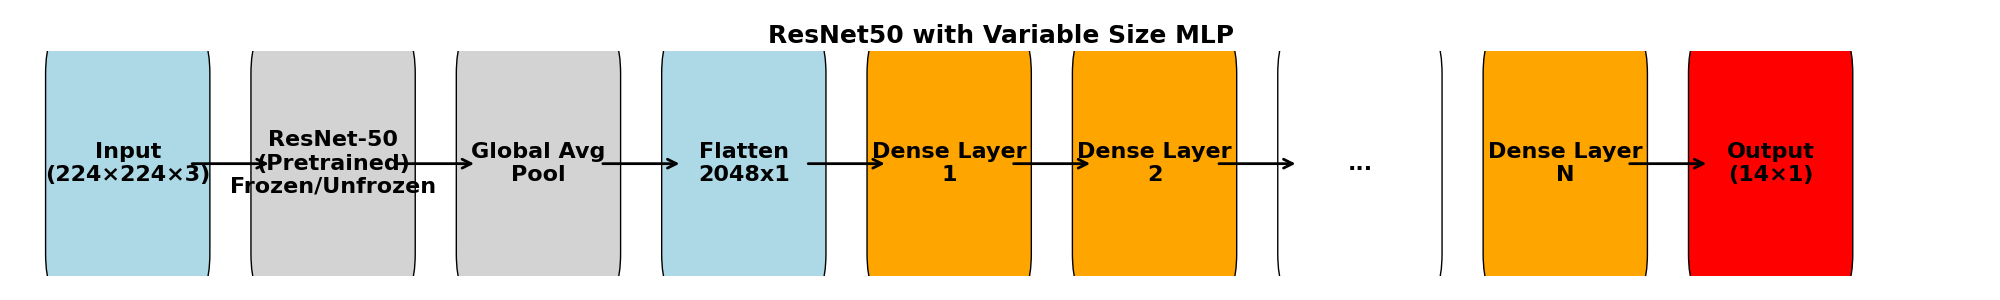 ResNet50 with Variable Size MLP
Input
(224×224×3)
ResNet-50
(Pretrained)
Frozen/Unfrozen
Global Avg
Pool
Flatten
2048x1
Dense Layer
1
Dense Layer
2
...
Dense Layer
N
Output
(14×1)